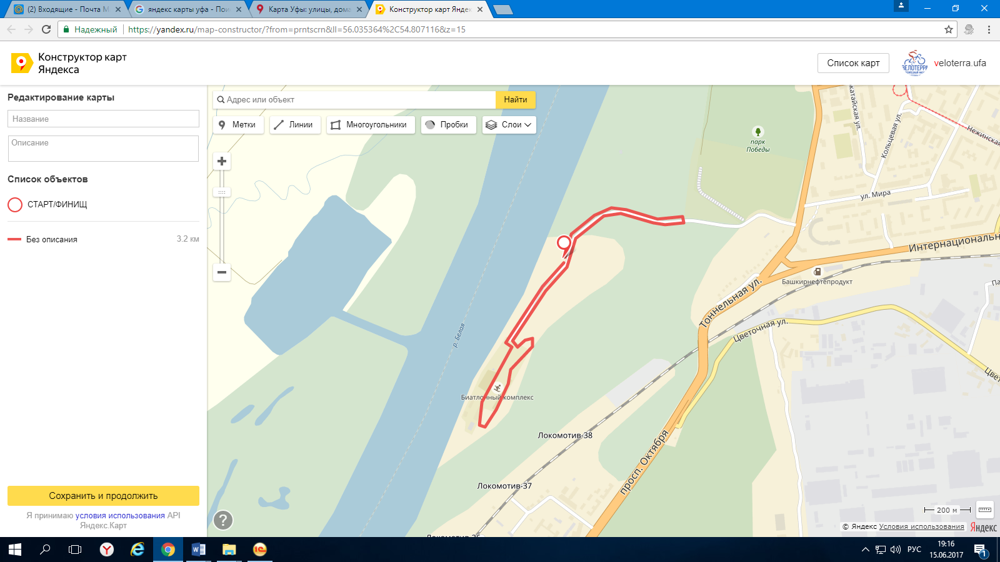 (2) Входящие - Почта М
яндекс карты уфа - Пои
Карта Уфы: улицы, дома
Конструктор карт Яндек
Надежный
https://yandex.ru/map-constructor/?from=prntscrn&ll=56.035364%2C54.807116&z=15
Конструктор карт
Яндекса
Список карт
ВЕЛОТЕРРА
veloterra.ufa
Редактирование карты
Название
Описание
Список объектов
СТАРТ/ФИНИЩ
Без описания
3.2 км
Сохранить и продолжить
Я принимаю условия использования API
Яндекс.Карт
Адрес или объект
Найти
Метки
Линии
Многоугольники
Пробки
Слои
парк
Победы
катайская ул.
Кольцевая ул.
Нежинская
ул. Мира
Интернациональн
Башкирнефтепродукт
Па
Тоннельная ул.
Цветочная ул.
Цве
р. Белая
Биатлонный комплекс
Локомотив-38
просп. Октября
Локомотив-37
Локомотив-36
?
200 м
© Яндекс Условия использования
Яндекс
РУС
19:16
15.06.2017
1